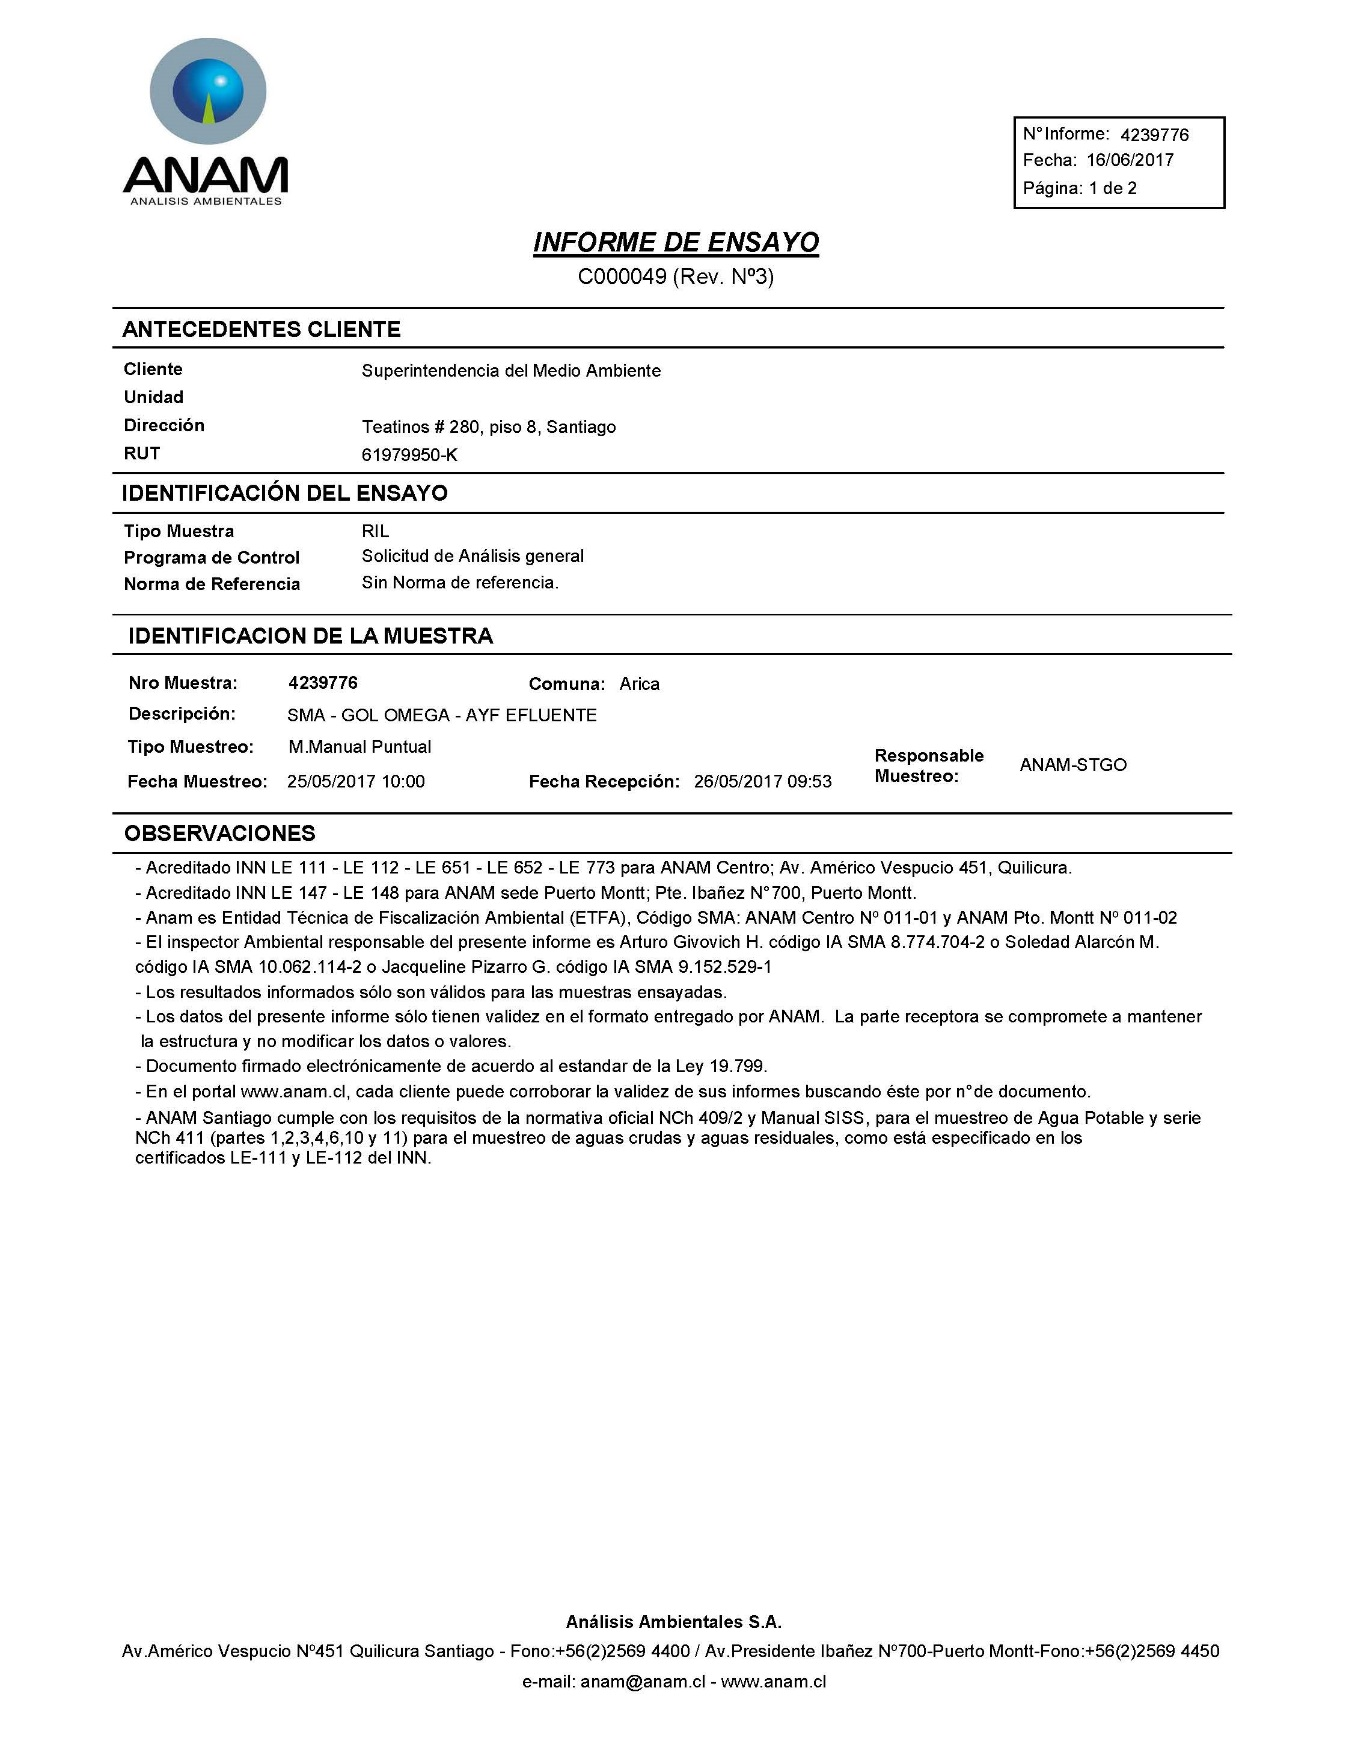 ANAM
ANALISIS AMBIENTALES
N°Informe: 4239776
Fecha: 16/06/2017
Página: 1 de 2
INFORME DE ENSAYO
C000049 (Rev. Nº3)
ANTECEDENTES CLIENTE
Cliente Superintendencia del Medio Ambiente
Unidad
Dirección Teatinos # 280, piso 8, Santiago
RUT 61979950-K
IDENTIFICACIÓN DEL ENSAYO
Tipo Muestra RIL
Programa de Control Solicitud de Análisis general
Norma de Referencia Sin Norma de referencia.
IDENTIFICACION DE LA MUESTRA
Nro Muestra: 4239776 Comuna: Arica
Descripción: SMA - GOL OMEGA - AYF EFLUENTE
Tipo Muestreo: M.Manual Puntual
Fecha Muestreo: 25/05/2017 10:00 Fecha Recepción: 26/05/2017 09:53
Responsable
Muestreo: ANAM-STGO
OBSERVACIONES
- Acreditado INN LE 111 - LE 112 - LE 651 - LE 652 - LE 773 para ANAM Centro; Av. Américo Vespucio 451, Quilicura.
- Acreditado INN LE 147 - LE 148 para ANAM sede Puerto Montt; Pte. Ibañez N°700, Puerto Montt.
- Anam es Entidad Técnica de Fiscalización Ambiental (ETFA), Código SMA: ANAM Centro Nº 011-01 y ANAM Pto. Montt Nº 011-02
- El inspector Ambiental responsable del presente informe es Arturo Givovich H. código IA SMA 8.774.704-2 o Soledad Alarcón M.
código IA SMA 10.062.114-2 o Jacqueline Pizarro G. código IA SMA 9.152.529-1
- Los resultados informados sólo son válidos para las muestras ensayadas.
- Los datos del presente informe sólo tienen validez en el formato entregado por ANAM. La parte receptora se compromete a mantener
la estructura y no modificar los datos o valores.
- Documento firmado electrónicamente de acuerdo al estandar de la Ley 19.799.
- En el portal www.anam.cl, cada cliente puede corroborar la validez de sus informes buscando éste por n°de documento.
- ANAM Santiago cumple con los requisitos de la normativa oficial NCh 409/2 y Manual SISS, para el muestreo de Agua Potable y serie
NCh 411 (partes 1,2,3,4,6,10 y 11) para el muestreo de aguas crudas y aguas residuales, como está especificado en los
certificados LE-111 y LE-112 del INN.
Análisis Ambientales S.A.
Av.Américo Vespucio Nº451 Quilicura Santiago - Fono:+56(2)2569 4400 / Av.Presidente Ibañez Nº700-Puerto Montt-Fono:+56(2)2569 4450
e-mail: anam@anam.cl - www.anam.cl